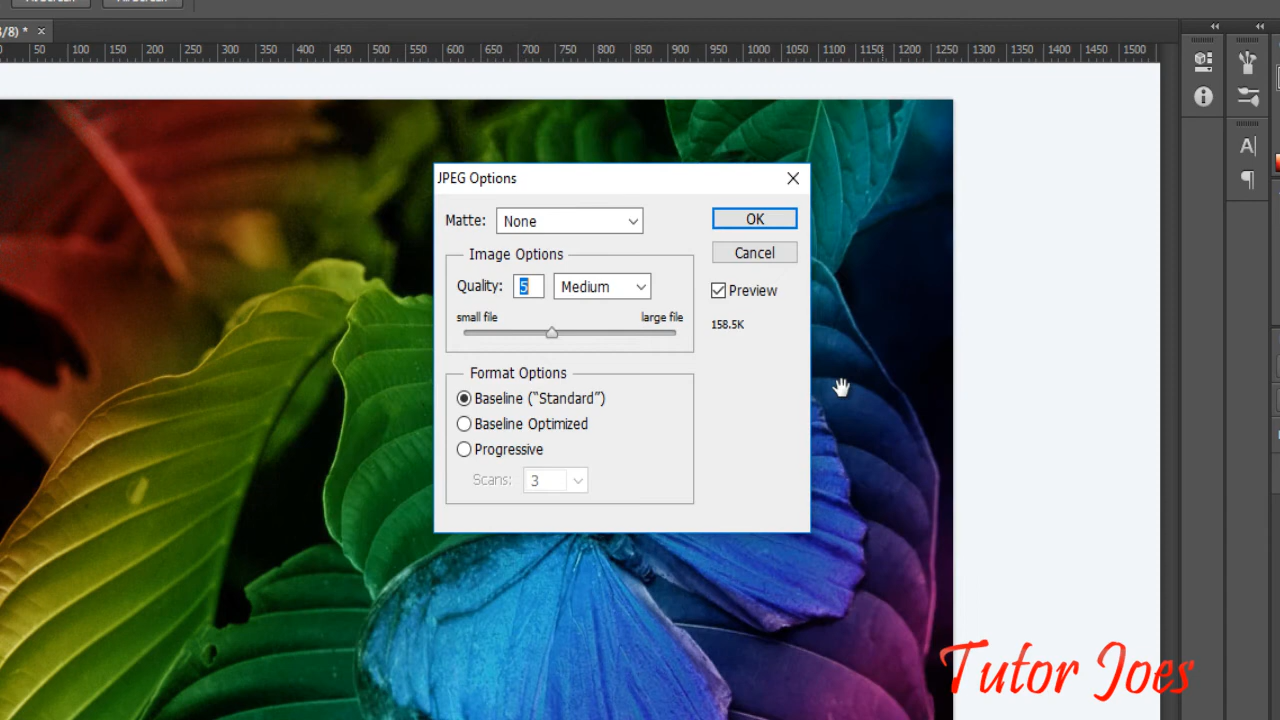 /8) *
50 100 150 200 250 300 350 400 450 500 550 600 650 700 750 800 850 900 950 1000 1050 1100 1150 1200 1250 1300 1350 1400 1450 1500
JPEG Options
Matte: None
OK
Image Options
Cancel
Quality: 5 Medium
Preview
small file large file
158.5K
Format Options
Baseline (“Standard”)
Baseline Optimized
Progressive
Scans: 3
Tutor Joes